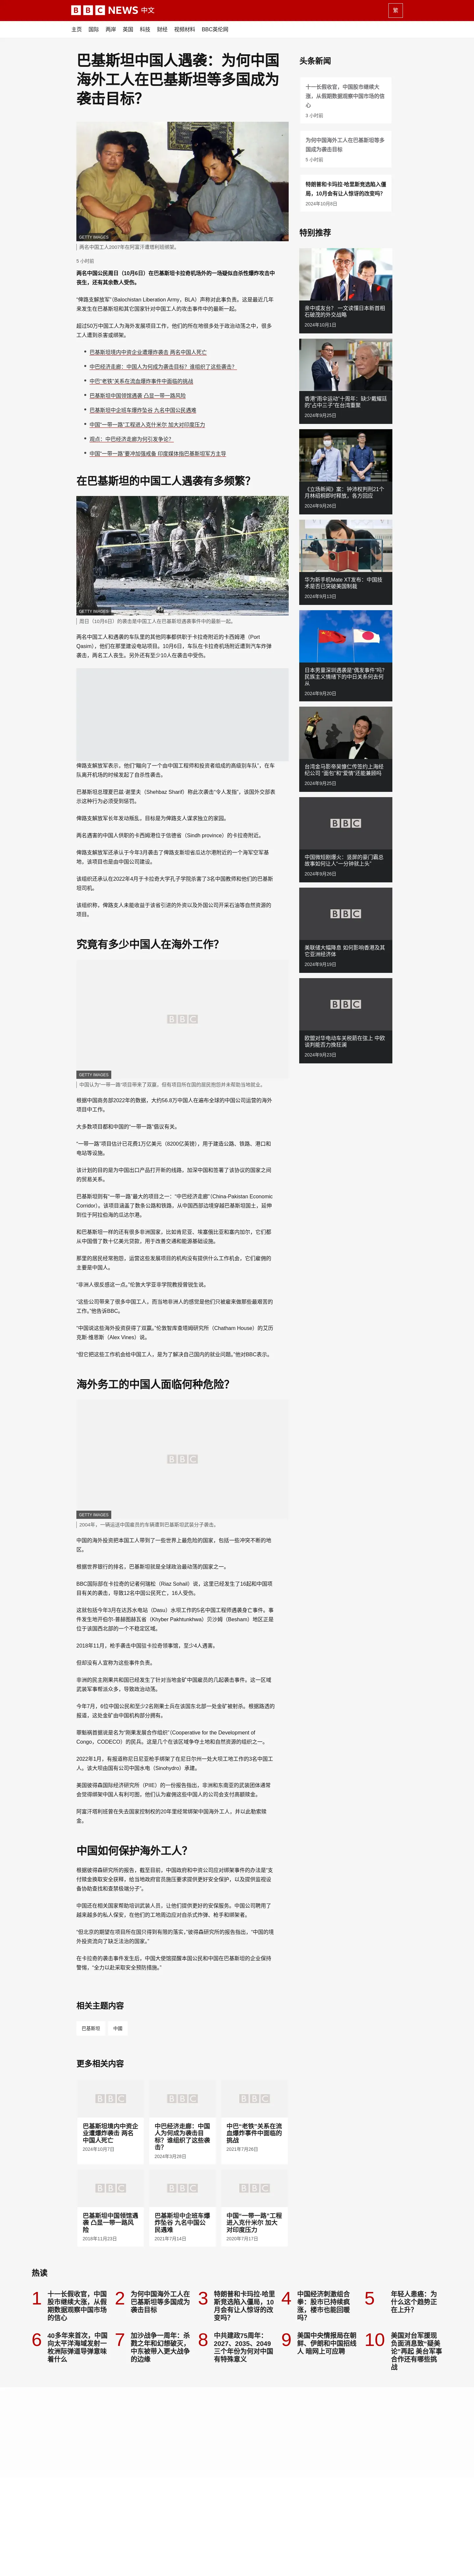 BBC NEWS 中文
繁
主页 国际 两岸 英国 科技 财经 视频材料 BBC英伦网
巴基斯坦中国人遇袭：为何中国
海外工人在巴基斯坦等多国成为
袭击目标？
GETTY IMAGES
两名中国工人2007年在阿富汗遭塔利班绑架。
5 小时前
两名中国公民周日（10月6日）在巴基斯坦卡拉奇机场外的一场疑似自杀性爆炸攻击中
丧生，还有其余数人受伤。
“俾路支解放军”（Balochistan Liberation Army，BLA）声称对此事负责。这是最近几年
来发生在巴基斯坦和其它国家针对中国工人的攻击事件中的最新一起。
超过50万中国工人为海外发展项目工作，他们的所在地很多处于政治动荡之中，很多
人遭到杀害或绑架。
巴基斯坦境内中资企业遭爆炸袭击 两名中国人死亡
中巴经济走廊：中国人为何成为袭击目标？谁组织了这些袭击？
中巴“老铁”关系在流血爆炸事件中面临的挑战
巴基斯坦中国领馆遇袭 凸显一带一路风险
巴基斯坦中企班车爆炸坠谷 九名中国公民遇难
中国“一带一路”工程进入克什米尔 加大对印度压力
观点：中巴经济走廊为何引发争论？
中国“一带一路”要冲加强戒备 印度媒体指巴基斯坦军方主导
在巴基斯坦的中国工人遇袭有多频繁？
GETTY IMAGES
周日（10月6日）的袭击是中国工人在巴基斯坦遇袭事件中的最新一起。
两名中国工人和遇袭的车队里的其他同事都供职于卡拉奇附近的卡西姆港（Port
Qasim），他们在那里建设电站项目。10月6日，车队在卡拉奇机场附近遭到汽车炸弹
袭击，两名工人丧生。另外还有至少10人在袭击中受伤。
俾路支解放军表示，他们“瞄向了一个由中国工程师和投资者组成的高级别车队”，在车
队离开机场的时候发起了自杀性袭击。
巴基斯坦总理夏巴兹·谢里夫（Shehbaz Sharif）称此次袭击“令人发指”，该国外交部表
示这种行为必须受到惩罚。
俾路支解放军长年发动叛乱，目标是为俾路支人谋求独立的家园。
两名遇害的中国人供职的卡西姆港位于信德省（Sindh province）的卡拉奇附近。
俾路支解放军还承认于今年3月袭击了俾路支斯坦省瓜达尔港附近的一个海军空军基
地。该项目也是由中国公司建设。
该组织还承认在2022年4月于卡拉奇大学孔子学院杀害了3名中国教师和他们的巴基斯
坦司机。
该组织称，俾路支人未能收益于该省引进的外资以及外国公司开采石油等自然资源的
项目。
究竟有多少中国人在海外工作？
BBC
GETTY IMAGES
中国认为“一带一路”项目带来了双赢，但有项目所在国的居民抱怨并未帮助当地就业。
根据中国商务部2022年的数据，大约56.8万中国人在遍布全球的中国公司运营的海外
项目中工作。
大多数项目都和中国的“一带一路”倡议有关。
“一带一路”项目估计已花费1万亿美元（8200亿英镑），用于建造公路、铁路、港口和
电站等设施。
该计划的目的是为中国出口产品打开新的线路，加深中国和签署了该协议的国家之间
的贸易关系。
巴基斯坦附有“一带一路”最大的项目之一：“中巴经济走廊”（China-Pakistan Economic
Corridor）。该项目涵盖了数条公路和铁路，从中国西部边境穿越巴基斯坦国土，延伸
到位于阿拉伯海的瓜达尔港。
和巴基斯坦一样的还有很多非洲国家，比如肯尼亚、埃塞俄比亚和塞内加尔，它们都
从中国借了数十亿美元贷款，用于改善交通和能源基础设施。
那里的居民经常抱怨，运营这些发展项目的机构没有提供什么工作机会，它们雇佣的
主要是中国人。
“非洲人很反感这一点。”伦敦大学亚非学院教授曾锐生说。
“这些公司带来了很多中国工人，而当地非洲人的感觉是他们只被雇来做那些最艰苦的
工作。”他告诉BBC。
“中国谈这些海外投资获得了双赢。”伦敦智库查塔姆研究所（Chatham House）的艾历
克斯·维恩斯（Alex Vines）说。
“但它把这些工作机会给中国工人，是为了解决自己国内的就业问题。”他对BBC表示。
海外务工的中国人面临何种危险？
BBC
GETTY IMAGES
2004年，一辆运送中国雇员的车辆遭到巴基斯坦武装分子袭击。
中国的海外投资把本国工人带到了一些世界上最危险的国家，包括一些冲突不断的地
区。
根据世界银行的排名，巴基斯坦就是全球政治最动荡的国家之一。
BBC国际部在卡拉奇的记者何瑞松（Riaz Sohail）说，这里已经发生了16起和中国项
目有关的袭击，导致12名中国公民死亡，16人受伤。
这就包括今年3月在达苏水电站（Dasu）水坝工作的5名中国工程师遇袭身亡事件。事
件发生地开伯尔-普赫图赫瓦省（Khyber Pakhtunkhwa）贝沙姆（Besham）地区正是
位于该国西北部的一个不稳定区域。
2018年11月，枪手袭击中国驻卡拉奇领事馆，至少4人遇害。
但却没有人宣称为这些事件负责。
非洲的民主刚果共和国已经发生了针对当地金矿中国雇员的几起袭击事件。这一区域
武装军事帮派众多，导致政治动荡。
今年7月，6位中国公民和至少2名刚果士兵在该国东北部一处金矿被射杀。根据路透的
报道，这处金矿由中国机构部分拥有。
犀魁祸首据说是名为“刚果发展合作组织”（Cooperative for the Development of
Congo，CODECO）的民兵。这是几个在该区域争夺土地和自然资源的组织之一。
2022年1月，有报道称尼日尼亚枪手绑架了在尼日尔州一处大坝工地工作的3名中国工
人。该大坝由国有公司中国水电（Sinohydro）承建。
美国彼得森国际经济研究所（PIIE）的一份报告指出，非洲和东南亚的武装团体通常
会觉得绑架中国人有利可图，他们认为雇佣这些中国人的公司会支付高额赎金。
阿富汗塔利班曾在失去国家控制权的20年里经常绑架中国海外工人，并以此勒索赎
金。
中国如何保护海外工人？
根据彼得森研究所的报告，截至目前，中国政府和中资公司应对绑架事件的办法是“支
付赎金换取安全获释，给当地政府官员施压要求提供更好安全保护，以及提供监视设
备协助查找和查禁极端分子”。
中国还在相关国家帮助培训武装人员，让他们提供更好的安保服务。中国公司聘用了
越来越多的私人保安，在他们的工地周边应对自杀式炸弹、枪手和绑架者。
“但北京的期望在项目所在国只得到有限的落实，”彼得森研究所的报告指出，“中国的境
外投资流向了缺乏法治的国家。”
在卡拉奇的袭击事件发生后，中国大使馆提醒本国公民和中国在巴基斯坦的企业保持
警惕，“全力以赴采取安全预防措施。”
相关主题内容
巴基斯坦
中國
更多相关内容
BBC
巴基斯坦境内中资企
业遭爆炸袭击 两名
中国人死亡
2024年10月7日
BBC
中巴经济走廊：中国
人为何成为袭击目
标？谁组织了这些袭
击？
2024年3月28日
BBC
中巴“老铁”关系在流
血爆炸事件中面临的
挑战
2021年7月26日
BBC
巴基斯坦中国领馆遇
袭 凸显一带一路风
险
2018年11月23日
BBC
巴基斯坦中企班车爆
炸坠谷 九名中国公
民遇难
2021年7月14日
BBC
中国“一带一路”工程
进入克什米尔 加大
对印度压力
2020年7月17日
头条新闻
十一长假收官，中国股市继续大
涨，从假期数据观察中国市场的信
心
3 小时前
为何中国海外工人在巴基斯坦等多
国成为袭击目标
5 小时前
特朗普和卡玛拉·哈里斯竞选陷入僵
局，10月会有让人惊讶的改变吗？
2024年10月6日
特别推荐
亲中或友台？ 一文读懂日本新首相
石破茂的外交战略
2024年10月1日
香港“雨伞运动”十周年：缺少戴耀廷
的“占中三子”在台湾重聚
2024年9月25日
《立场新闻》案：钟沛权判刑21个
月林绍桐即时释放，各方回应
2024年9月26日
华为新手机Mate XT发布：中国技
术是否已突破美国制裁
2024年9月13日
日本男童深圳遇袭是“偶发事件”吗？
民族主义情绪下的中日关系何去何
从
2024年9月20日
台湾金马影帝吴慷仁传签约上海经
纪公司 “面包”和“爱情”还能兼顾吗
2024年9月25日
BBC
中国微短剧爆火：竖屏的豪门霸总
故事如何让人“一分钟就上头”
2024年9月26日
BBC
美联储大幅降息 如何影响香港及其
它亚洲经济体
2024年9月19日
BBC
欧盟对华电动车关税箭在弦上 中欧
谈判能否力挽狂澜
2024年9月23日
热读
1 十一长假收官，中国股市继续大涨，从假期数据观察中国市场的信心
2 为何中国海外工人在巴基斯坦等多国成为袭击目标
3 特朗普和卡玛拉·哈里斯竞选陷入僵局，10月会有让人惊讶的改变吗？
4 中国经济刺激组合拳：股市已持续疯涨，楼市也能回暖吗？
5 年轻人患癌：为什么这个趋势正在上升？
6 40多年来首次，中国向太平洋海域发射一枚洲际弹道导弹意味着什么
7 加沙战争一周年：杀戮之年和幻想破灭，中东被带入更大战争的边缘
8 中共建政75周年：2027、2035、2049三个年份为何对中国有特殊意义
9 美国中央情报局在朝鲜、伊朗和中国招线人 暗网上可应聘
10 美国对台军援现负面消息致“疑美论”再起 美台军事合作还有哪些挑战